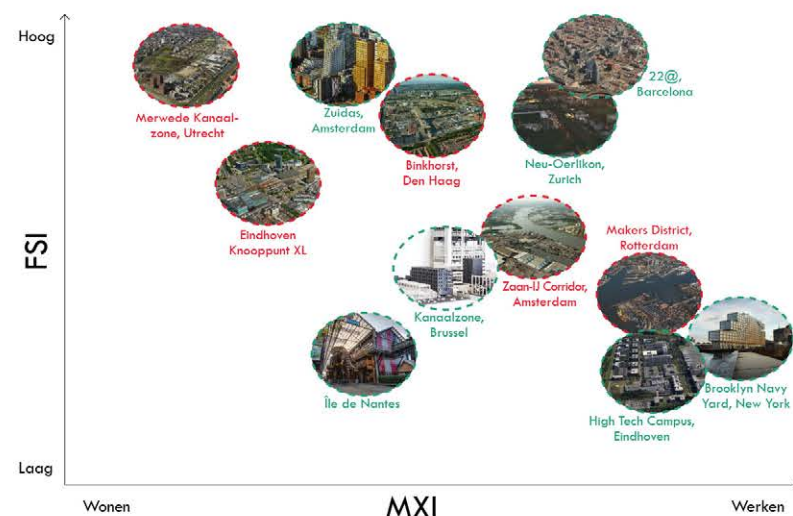 Hoog
22@,
Barcelona
Merwede Kanaal-
zone, Utrecht
Zuidas,
Amsterdam
Binkhorst,
Den Haag
Neu-Oerlikon,
Zurich
Eindhoven
Knooppunt XL
Makers District,
Rotterdam
FSI
Zaan-IJ Corridor,
Amsterdam
Kanaalzone,
Brussel
Île de Nantes
Brooklyn Navy
Yard, New York
High Tech Campus,
Eindhoven
Laag
Wonen
MXI
Werken